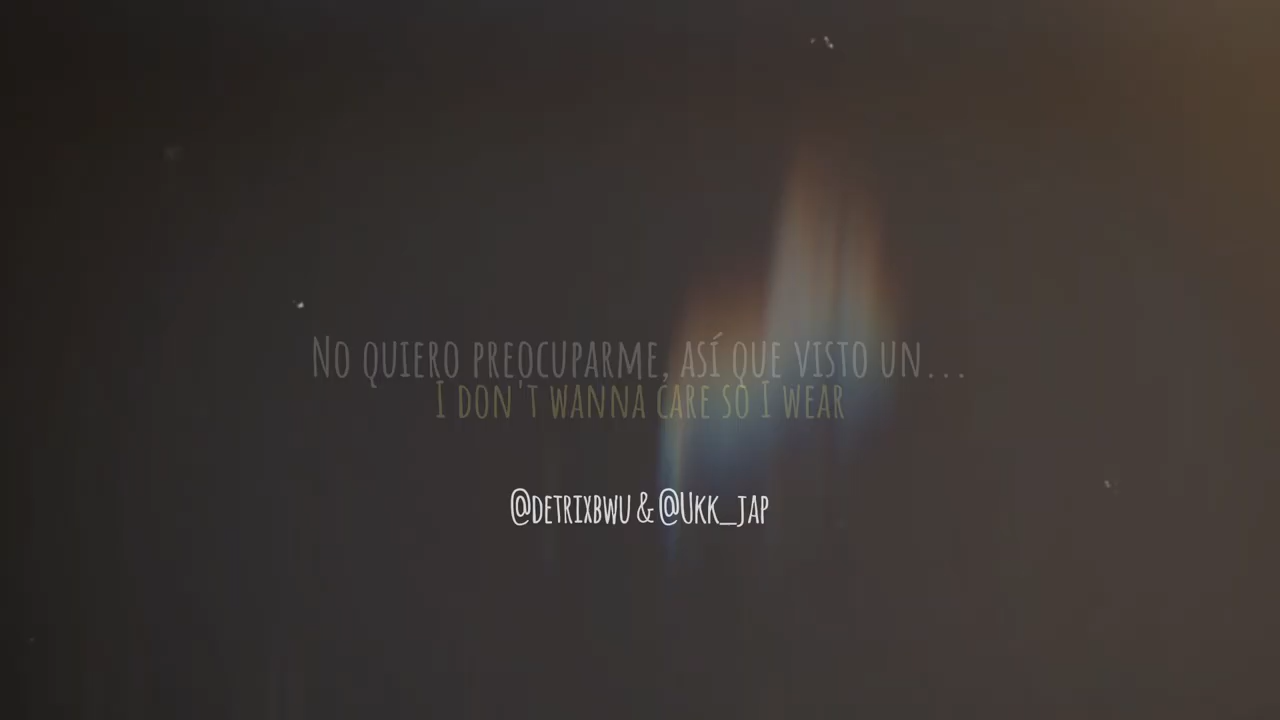 No quiero preocuparme, así que visto un...
I don't wanna care so I wear
@detrixbwu & @Ukk_jap